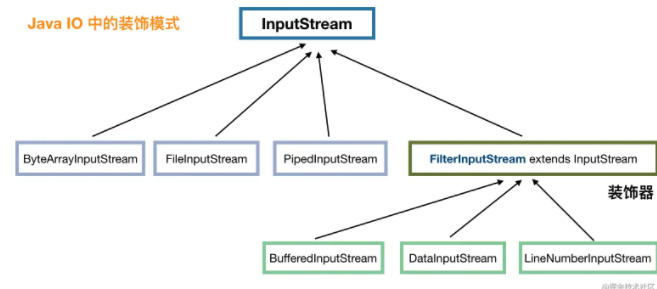 Java IO 中的装饰模式
InputStream
ByteArrayInputStream
FileInputStream
PipedInputStream
FilterInputStream extends InputStream
装饰器
BufferedInputStream
DataInputStream
LineNumberInputStream